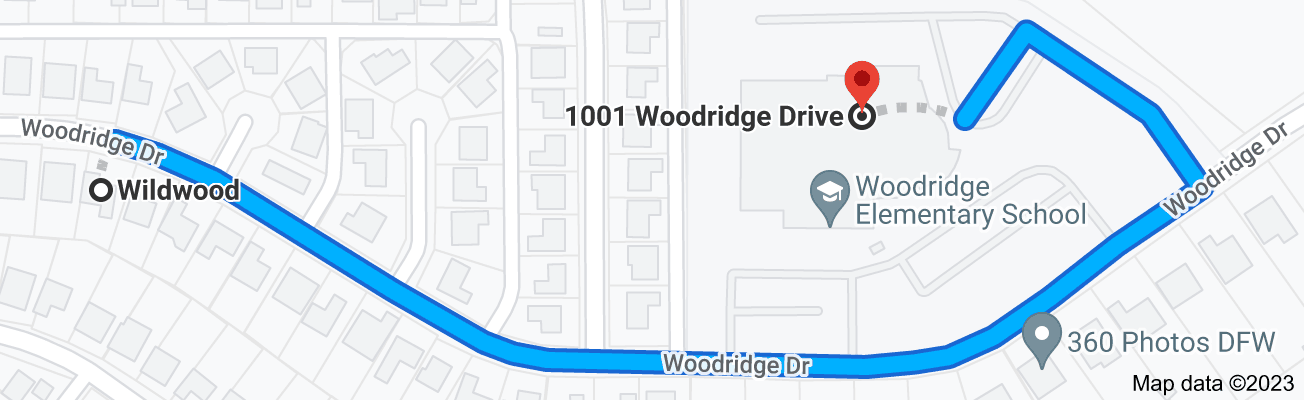 1001 Woodridge Drive
Woodridge Dr
Wildwood
Woodridge
Elementary School
Woodridge Dr
Woodridge Dr
360 Photos DFW
Map data ©2023